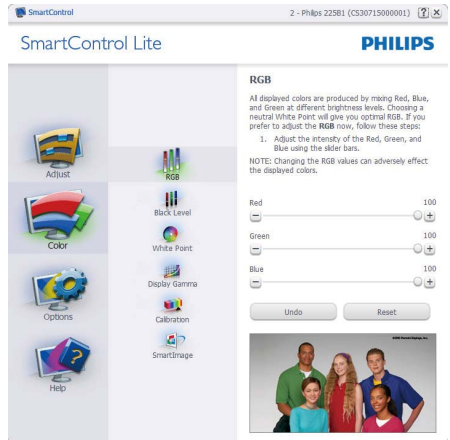 SmartControl
2 - Philips 225B1 (CS30715000001)
SmartControl Lite
PHILIPS
Adjust
Color
Options
Help
RGB
Black Level
White Point
Display Gamma
Calibration
SmartImage
RGB
All displayed colors are produced by mixing Red, Blue,
and Green at different brightness levels. Choosing a
neutral White Point will give you optimal RGB. If you
prefer to adjust the RGB now, follow these steps:
1. Adjust the intensity of the Red, Green, and
Blue using the slider bars.
NOTE: Changing the RGB values can adversely effect
the displayed colors.
Red 100
Green 100
Blue 100
Undo Reset